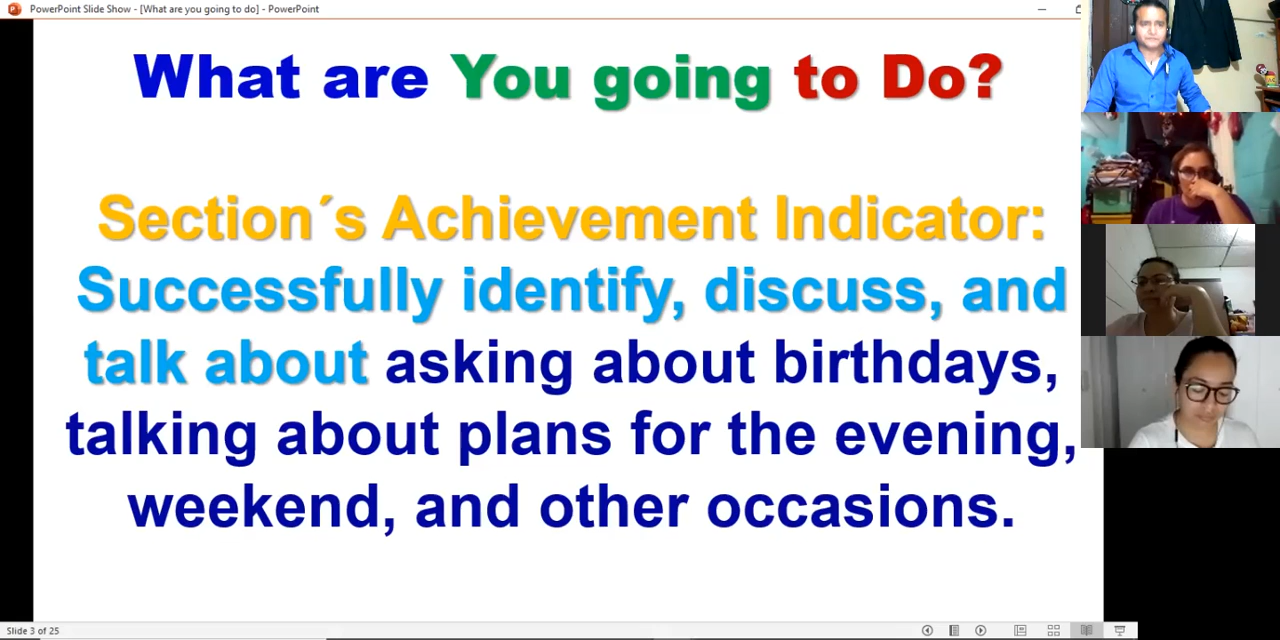 PowerPoint Slide Show - [What are you going to do] - PowerPoint
What are You going to Do?
Section´s Achievement Indicator:
Successfully identify, discuss, and
talk about asking about birthdays,
talking about plans for the evening,
weekend, and other occasions.
Slide 3 of 25